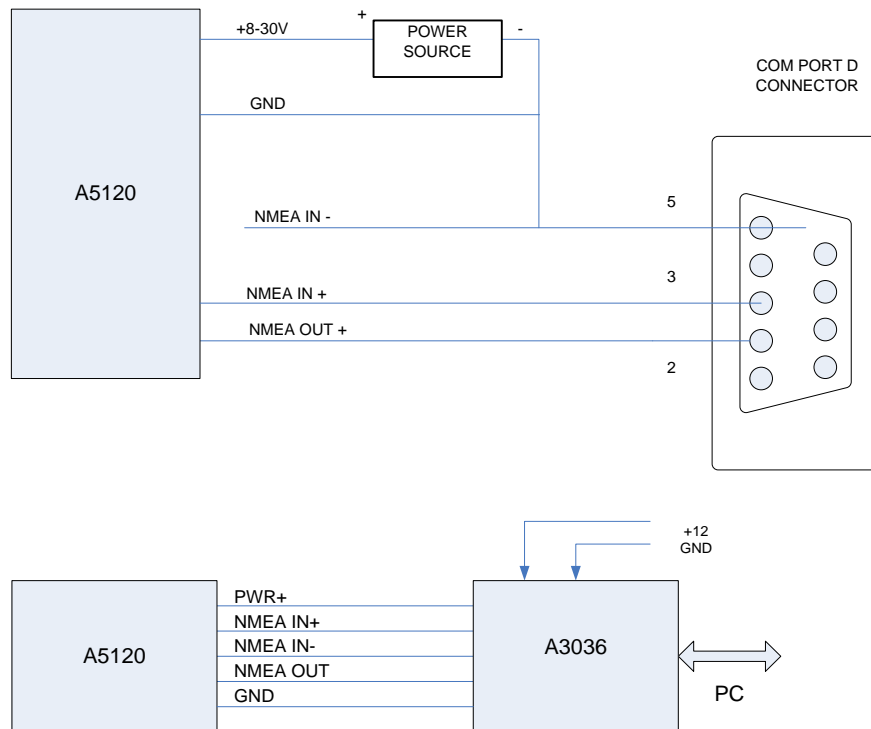 +8-30V
+
POWER
SOURCE
-
COM PORT D
CONNECTOR
GND
A5120
5
NMEA IN -
3
NMEA IN +
NMEA OUT +
2
+12
GND
PWR+
NMEA IN+
NMEA IN-
NMEA OUT
GND
A5120
A3036
PC